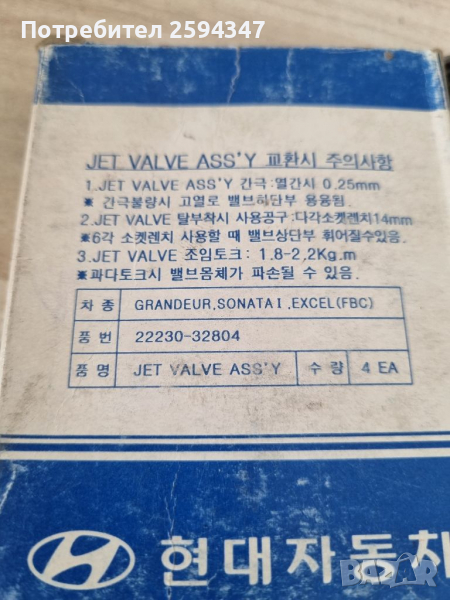 Потребител 2594347
JET VALVE ASS'Y 교환시 주의사항
1.JET VALVE ASS'Y 간극:열간시 0.25mm
※ 간극불량시 고열로 밸브하단부 용융됨.
2.JET VALVE 탈부착시 사용공구:다각소켓렌치14mm
※6각 소켓렌치 사용할 때 밸브상단부 휘어질수있음.
3.JET VALVE 조임토크: 1.8-2.2Kg.m
※과다토크시 밸브몸체가 파손될 수 있음.
차 종 GRANDEUR,SONATA I ,EXCEL(FBC)
품 번 22230-32804
품 명 JET VALVE ASS'Y 수 량 4 EA
현대자동차
BAZAR